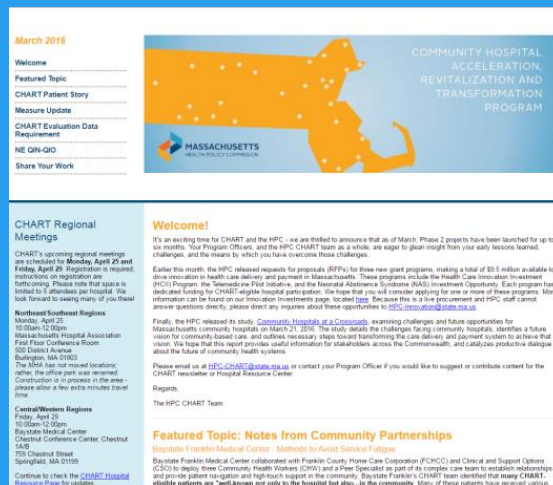 March 2016
Welcome
Featured Topic
CHART Patient Story
Measure Update
CHART Evaluation Data
Requirement
NE QIN-QIO
Share Your Work
COMMUNITY HOSPITAL
ACCELERATION,
REVITALIZATION AND
TRANSFORMATION
PROGRAM
MASSACHUSETTS
HEALTH POLICY COMMISSION
CHART Regional
Meetings
CHART's upcoming regional meetings
are scheduled for Monday, April 25 and
Friday, April 29. Registration is required;
instructions on registration are
forthcoming. Please note that space is
limited to 5 attendees per hospital. We
look forward to seeing many of you there!
Northeast/Southeast Regions
Monday, April 25
10:00am-12:00pm
Massachusetts Hospital Association
First Floor Conference Room
500 District Avenue
Burlington, MA 01803
The MHA has not moved locations;
rather, the office park was renamed.
Construction is in process in the area -
please allow a few extra minutes travel
time.
Central/Western Regions
Friday, April 29
10:00am-12:00pm
Baystate Medical Center
Chestnut Conference Center, Chestnut
1A/B
759 Chestnut Street
Springfield, MA 01199
Continue to check the CHART Hospital
Resource Page for updates.
Welcome!
It's an exciting time for CHART and the HPC - we are thrilled to announce that as of March, Phase 2 projects have been launched for up to
six months. Your Program Officers, and the HPC CHART team as a whole, are eager to glean insight from your early lessons learned,
challenges, and the means by which you have overcome those challenges.
Earlier this month, the HPC released requests for proposals (RFPs) for three new grant programs, making a total of $9.5 million available to
drive innovation in health care delivery and payment in Massachusetts. These programs include the Health Care Innovation Investment
(HCII) Program, the Telemedicine Pilot Initiative, and the Neonatal Abstinence Syndrome (NAS) Investment Opportunity. Each program has
dedicated funding for CHART-eligible hospital participation. We hope that you will consider applying for one or more of these programs. More
information can be found on our Innovation Investments page, located here. Because this is a live procurement and HPC staff cannot
answer questions directly, please direct any inquiries about these opportunities to HPC-Innovation@state.ma.us.
Finally, the HPC released its study, Community Hospitals at a Crossroads, examining challenges and future opportunities for
Massachusetts community hospitals on March 21, 2016. The study details the challenges facing community hospitals, identifies a future
vision for community-based care, and outlines necessary steps toward transforming the care delivery and payment system to achieve that
vision. We hope that this report provides useful information for stakeholders across the Commonwealth, and catalyzes productive dialogue
about the future of community health systems.
Please email us at HPC-CHART@state.ma.us or contact your Program Officer if you would like to suggest or contribute content for the
CHART newsletter or Hospital Resource Center.
Regards,
The HPC CHART Team
Featured Topic: Notes from Community Partnerships
Baystate Franklin Medical Center - Methods to Avoid Service Fatigue
Baystate Franklin Medical Center collaborated with Franklin County Home Care Corporation (FCHCC) and Clinical and Support Options
(CSO) to deploy three Community Health Workers (CHW) and a Peer Specialist as part of its complex care team to establish relationships
and provide patient navigation and high-touch support in the community. Baystate Franklin's CHART team identified that many CHART-
eligible patients are "well-known not only to the hospital but also...in the community. Many of these patients have received various